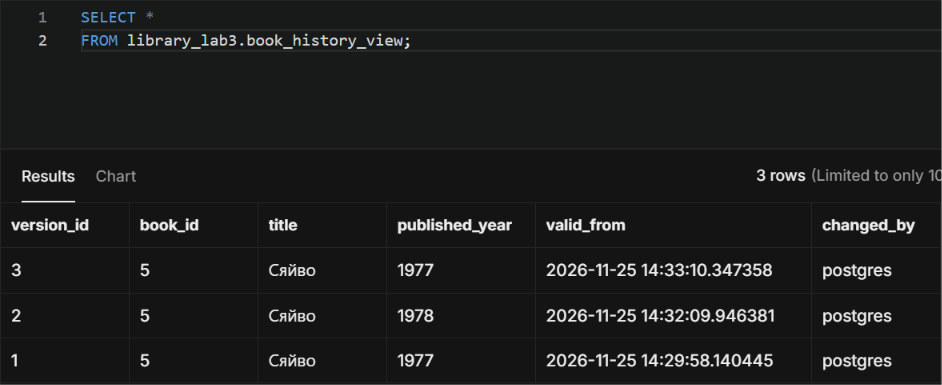 1 SELECT *
2 FROM library_lab3.book_history_view;
Results Chart 3 rows (Limited to only 10
version_id book_id title published_year valid_from changed_by
3 5 Сяйво 1977 2026-11-25 14:33:10.347358 postgres
2 5 Сяйво 1978 2026-11-25 14:32:09.946381 postgres
1 5 Сяйво 1977 2026-11-25 14:29:58.140445 postgres